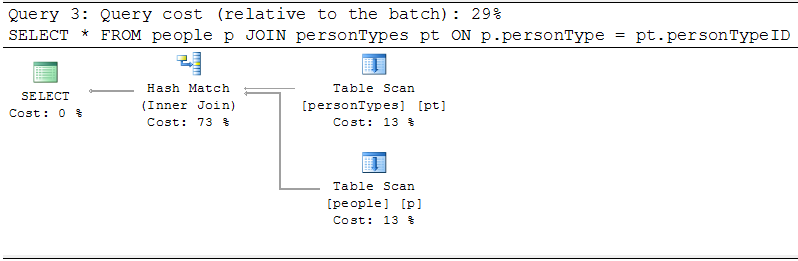 Query 3: Query cost (relative to the batch): 29%
SELECT * FROM people p JOIN personTypes pt ON p.personType = pt.personTypeID
SELECT
Cost: 0 %
Hash Match
(Inner Join)
Cost: 73 %
Table Scan
[personTypes] [pt]
Cost: 13 %
Table Scan
[people] [p]
Cost: 13 %